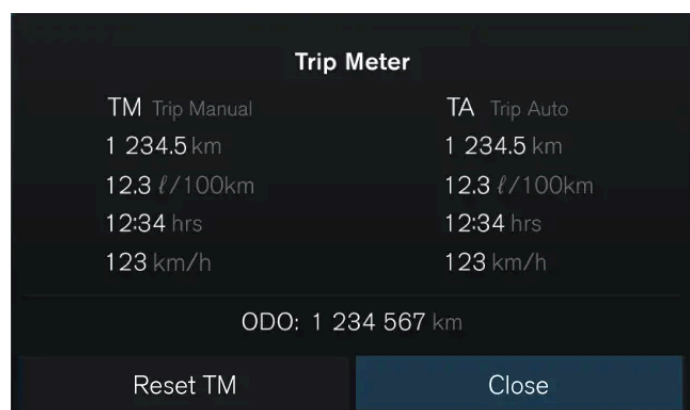 Trip Meter
TM Trip Manual
TA Trip Auto
1 234.5 km
1 234.5 km
12.3 ℓ/100km
12.3 ℓ/100km
12:34 hrs
12:34 hrs
123 km/h
123 km/h
ODO: 1 234 567 km
Reset TM
Close